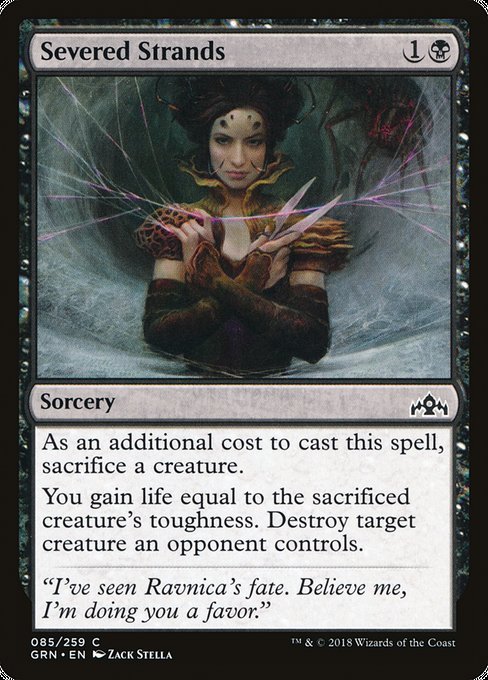 Severed Strands 1
Sorcery
As an additional cost to cast this spell,
sacrifice a creature.
You gain life equal to the sacrificed
creature's toughness. Destroy target
creature an opponent controls.
“I've seen Ravnica's fate. Believe me,
I'm doing you a favor.”
085/259 C
GRN • EN Zack Stella
™ & © 2018 Wizards of the Coast